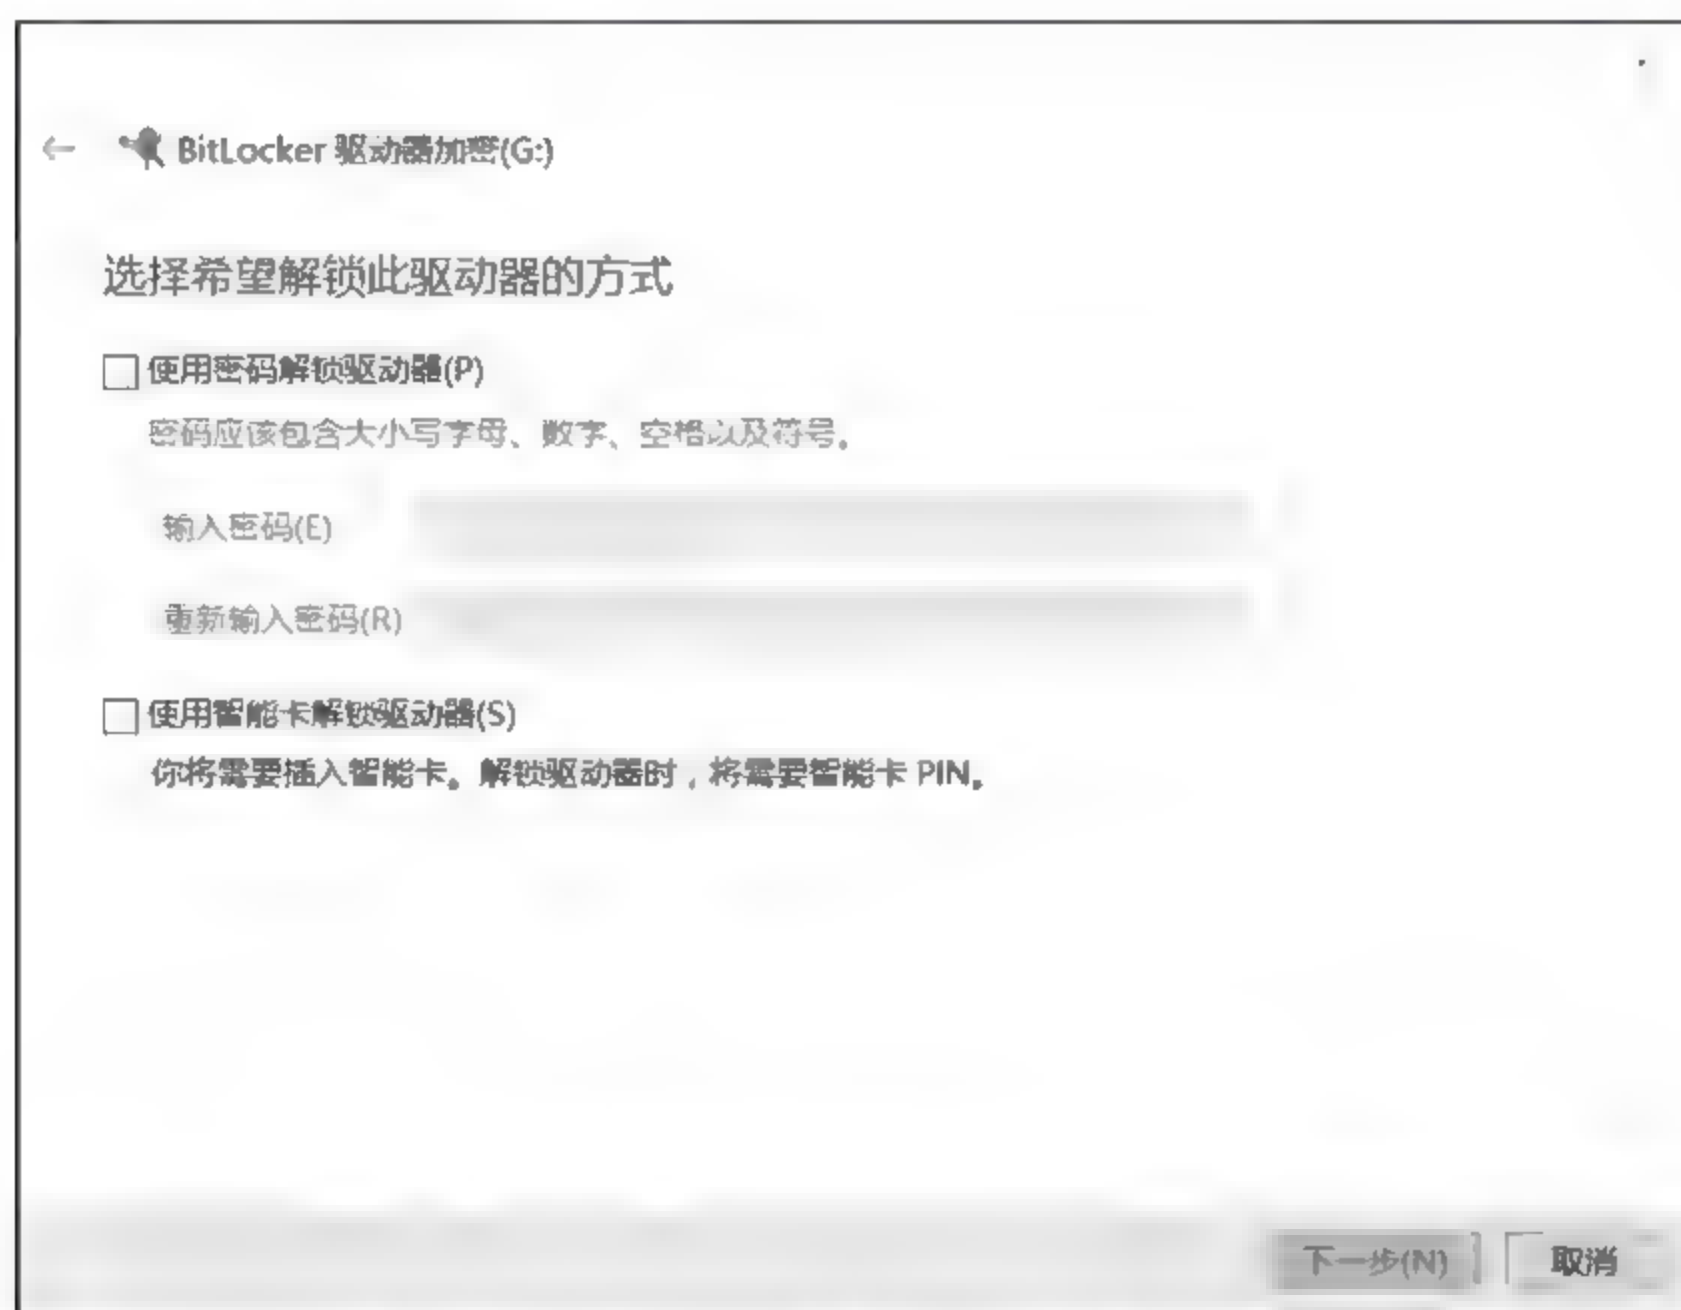 ← BitLocker 驱动器加密(G:)
选择希望解锁此驱动器的方式
使用密码解锁驱动器(P)
密码应该包含大小写字母、数字、空格以及符号。
输入密码(E)
重新输入密码(R)
使用智能卡解锁驱动器(S)
你将需要插入智能卡。解锁驱动器时，将需要智能卡 PIN。
下一步(N)
取消